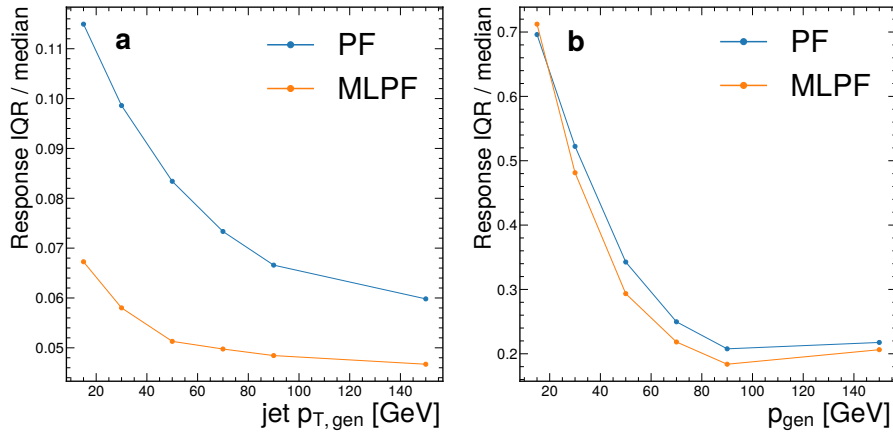 a
PF
MLPF
Response IQR / median
0.11
0.10
0.09
0.08
0.07
0.06
0.05
20 40 60 80 100 120 140
jet p_T, gen [GeV]
b
PF
MLPF
Response IQR / median
0.7
0.6
0.5
0.4
0.3
0.2
20 40 60 80 100 120 140
p_gen [GeV]